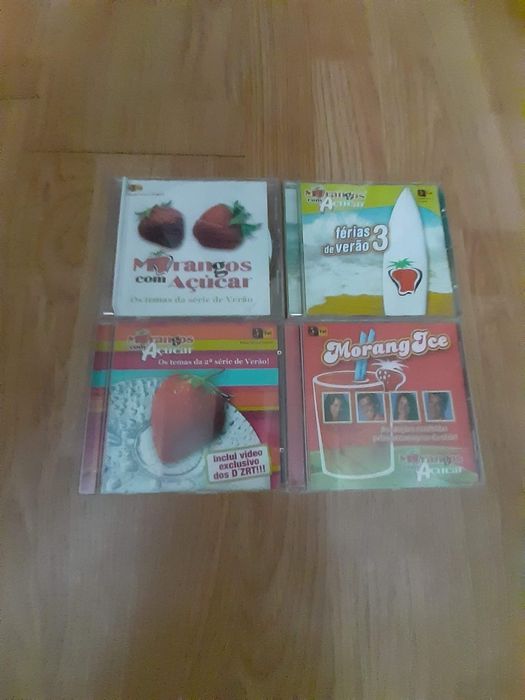 Morangos
com Açúcar
Os temas da série de Verão
Morangos
com Açúcar
férias
de verão 3
Morangos
com Açúcar
Os temas da 2ª série de Verão!
inclui vídeo
exclusivo
dos D'ZRT!!!
MorangIce
Morangos
com Açúcar